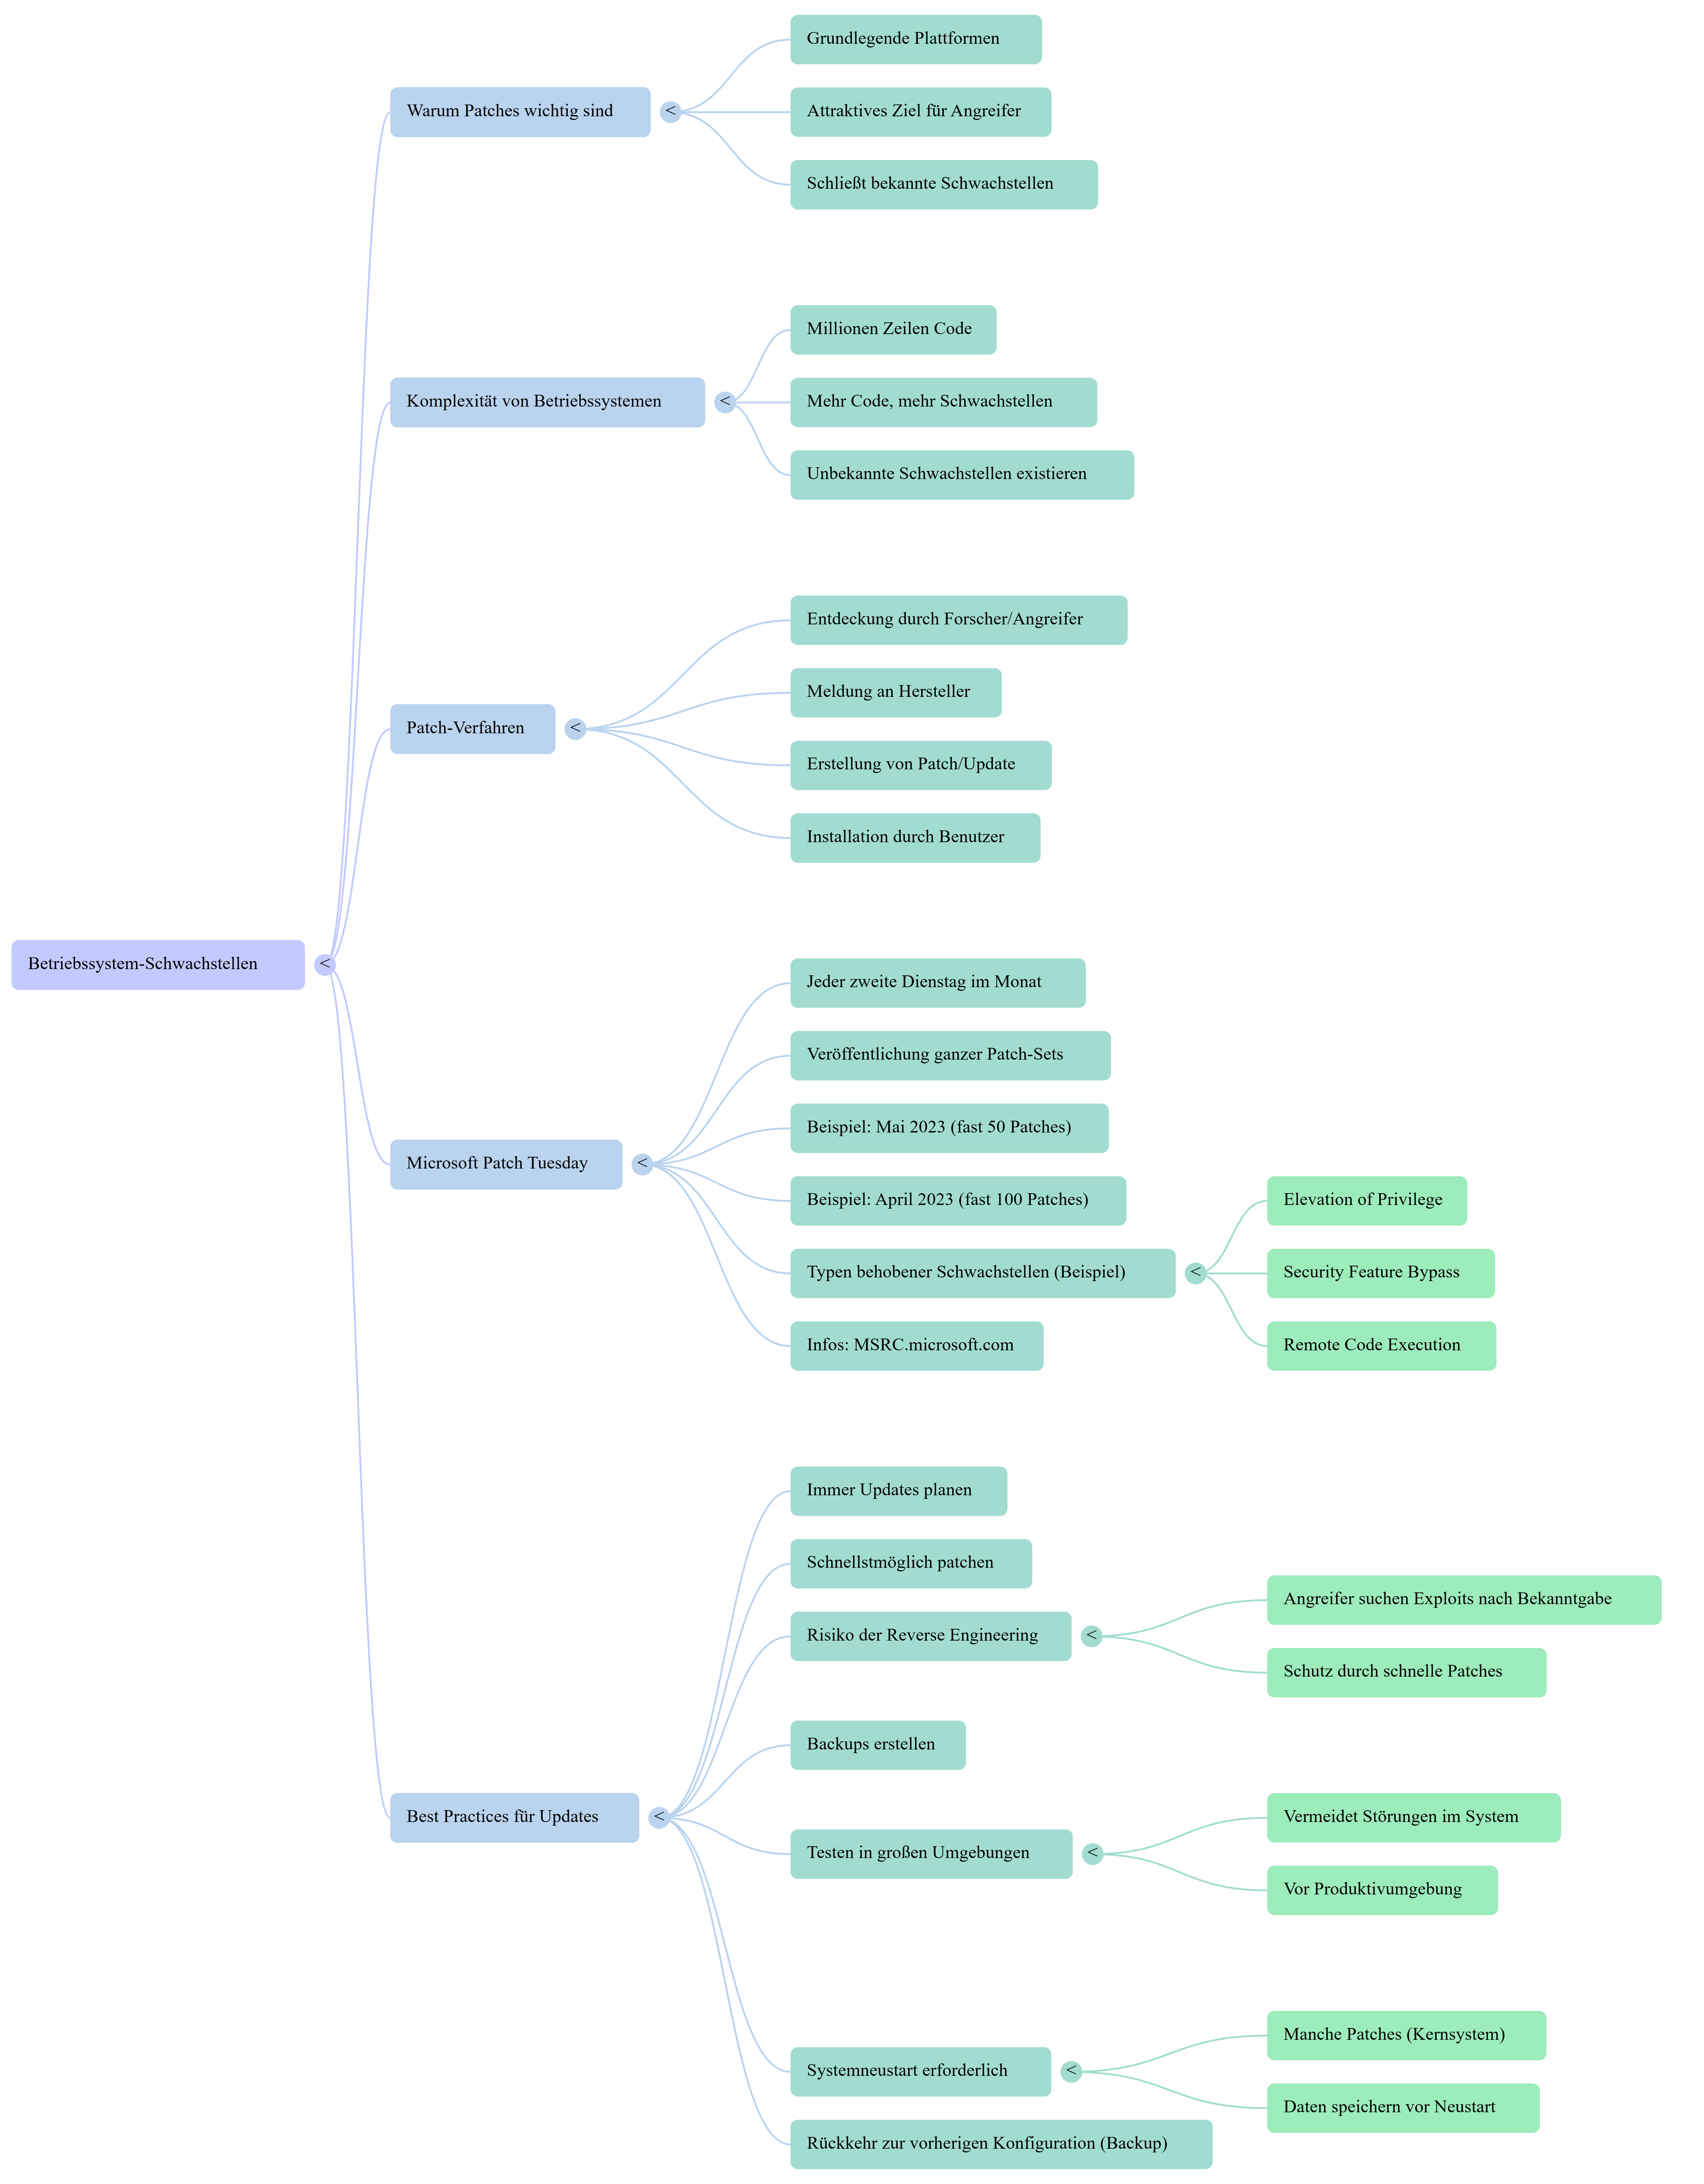 Betriebssystem-Schwachstellen
<
Warum Patches wichtig sind
<
Grundlegende Plattformen
Attraktives Ziel für Angreifer
Schließt bekannte Schwachstellen
Komplexität von Betriebssystemen
<
Millionen Zeilen Code
Mehr Code, mehr Schwachstellen
Unbekannte Schwachstellen existieren
Patch-Verfahren
<
Entdeckung durch Forscher/Angreifer
Meldung an Hersteller
Erstellung von Patch/Update
Installation durch Benutzer
Microsoft Patch Tuesday
<
Jeder zweite Dienstag im Monat
Veröffentlichung ganzer Patch-Sets
Beispiel: Mai 2023 (fast 50 Patches)
Beispiel: April 2023 (fast 100 Patches)
Typen behobener Schwachstellen (Beispiel)
<
Elevation of Privilege
Security Feature Bypass
Remote Code Execution
Infos: MSRC.microsoft.com
Best Practices für Updates
<
Immer Updates planen
Schnellstmöglich patchen
Risiko der Reverse Engineering
<
Angreifer suchen Exploits nach Bekanntgabe
Schutz durch schnelle Patches
Backups erstellen
Testen in großen Umgebungen
<
Vermeidet Störungen im System
Vor Produktivumgebung
Systemneustart erforderlich
<
Manche Patches (Kernsystem)
Daten speichern vor Neustart
Rückkehr zur vorherigen Konfiguration (Backup)